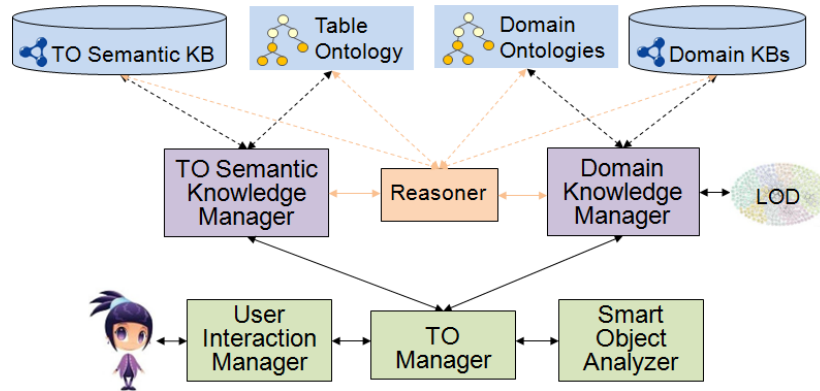 TO Semantic KB
Table
Ontology
Domain
Ontologies
Domain KBs
TO Semantic
Knowledge
Manager
Reasoner
Domain
Knowledge
Manager
LOD
User
Interaction
Manager
TO
Manager
Smart
Object
Analyzer